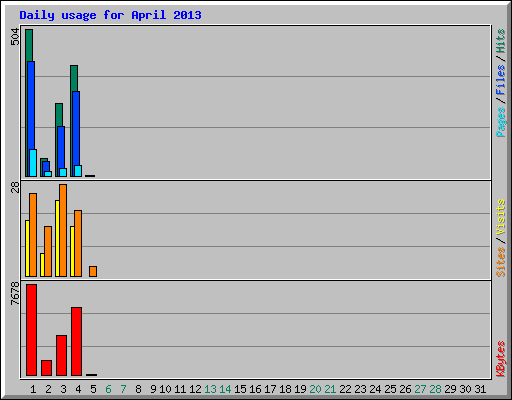 Daily usage for April 2013
504
Pages / Files / Hits
28
Sites / Visits
7678
KBytes
1 2 3 4 5 6 7 8 9 10 11 12 13 14 15 16 17 18 19 20 21 22 23 24 25 26 27 28 29 30 31